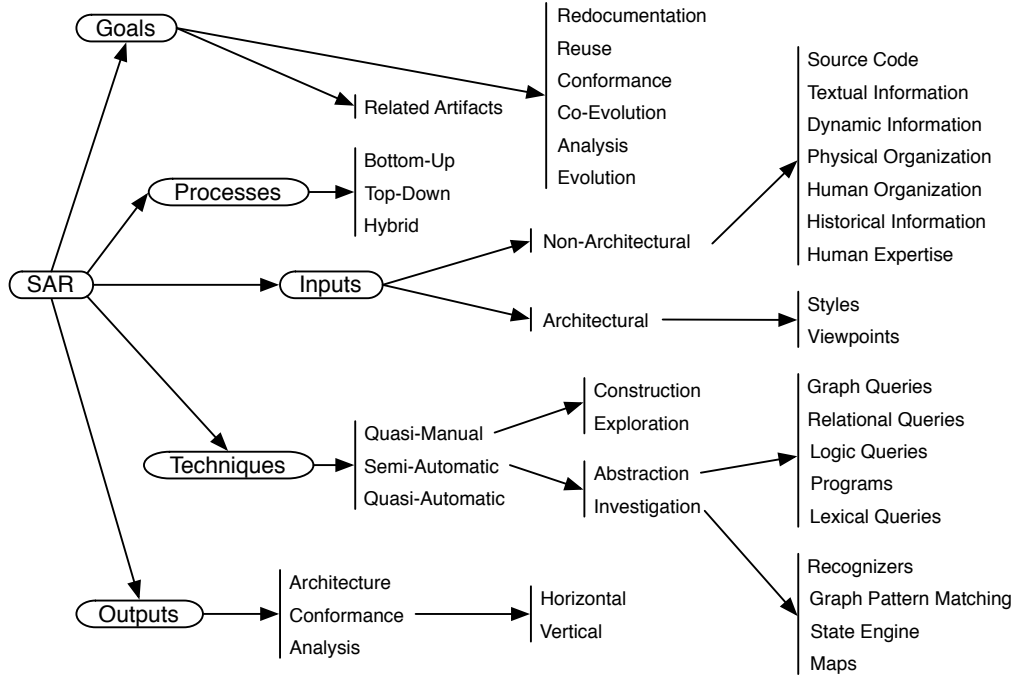 Goals
Related Artifacts
Redocumentation
Reuse
Conformance
Co-Evolution
Analysis
Evolution
Processes
Bottom-Up
Top-Down
Hybrid
SAR
Inputs
Non-Architectural
Source Code
Textual Information
Dynamic Information
Physical Organization
Human Organization
Historical Information
Human Expertise
Architectural
Styles
Viewpoints
Techniques
Quasi-Manual
Semi-Automatic
Quasi-Automatic
Construction
Exploration
Abstraction
Investigation
Graph Queries
Relational Queries
Logic Queries
Programs
Lexical Queries
Recognizers
Graph Pattern Matching
State Engine
Maps
Outputs
Architecture
Conformance
Analysis
Horizontal
Vertical